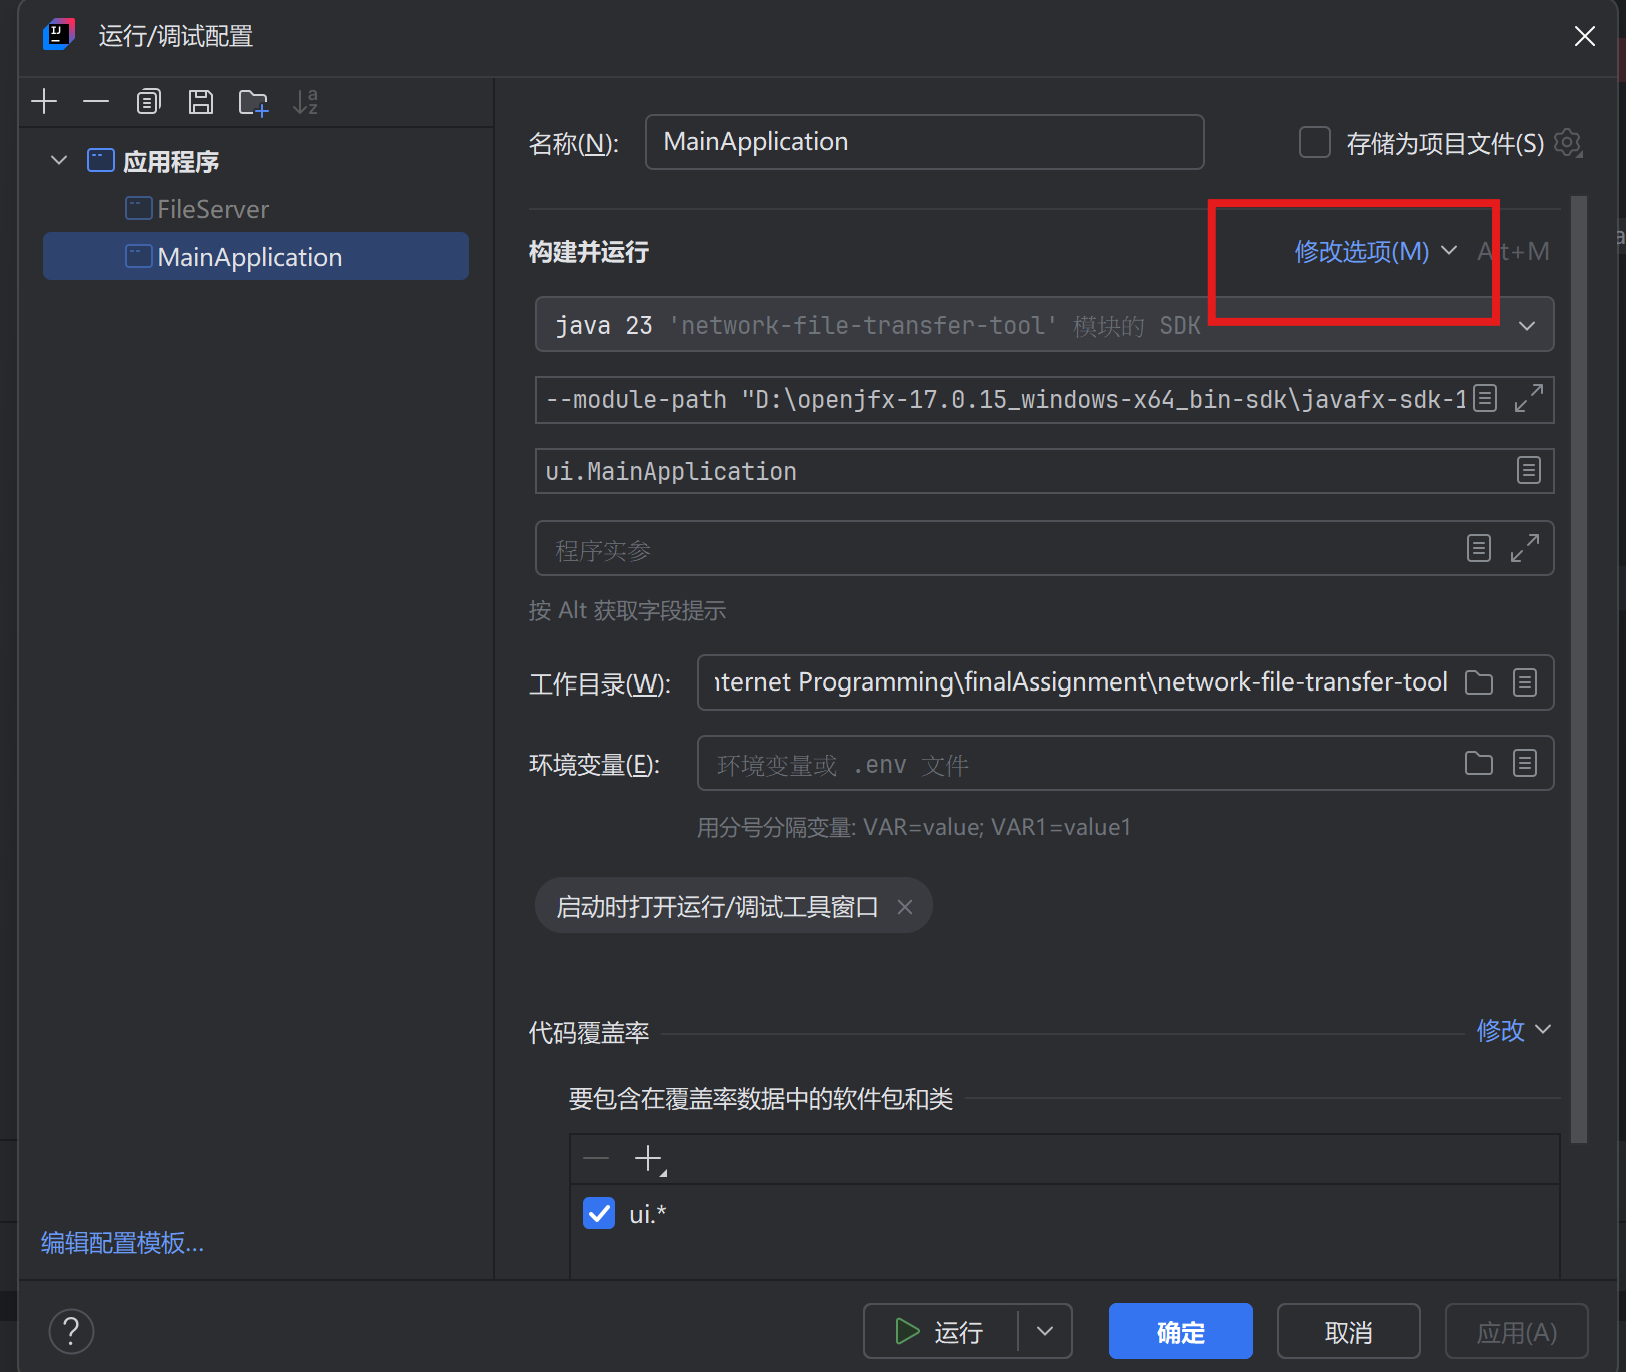 运行/调试配置
应用程序
FileServer
MainApplication
编辑配置模板...
名称(N):
MainApplication
存储为项目文件(S)
构建并运行
修改选项(M)
Alt+M
java 23 'network-file-transfer-tool' 模块的 SDK
--module-path "D:\openjfx-17.0.15_windows-x64_bin-sdk\javafx-sdk-1
ui.MainApplication
程序实参
按 Alt 获取字段提示
工作目录(W):
nternet Programming\finalAssignment\network-file-transfer-tool
环境变量(E):
环境变量或 .env 文件
用分号分隔变量: VAR=value; VAR1=value1
启动时打开运行/调试工具窗口
代码覆盖率
修改
要包含在覆盖率数据中的软件包和类
ui.*
?
运行
确定
取消
应用(A)